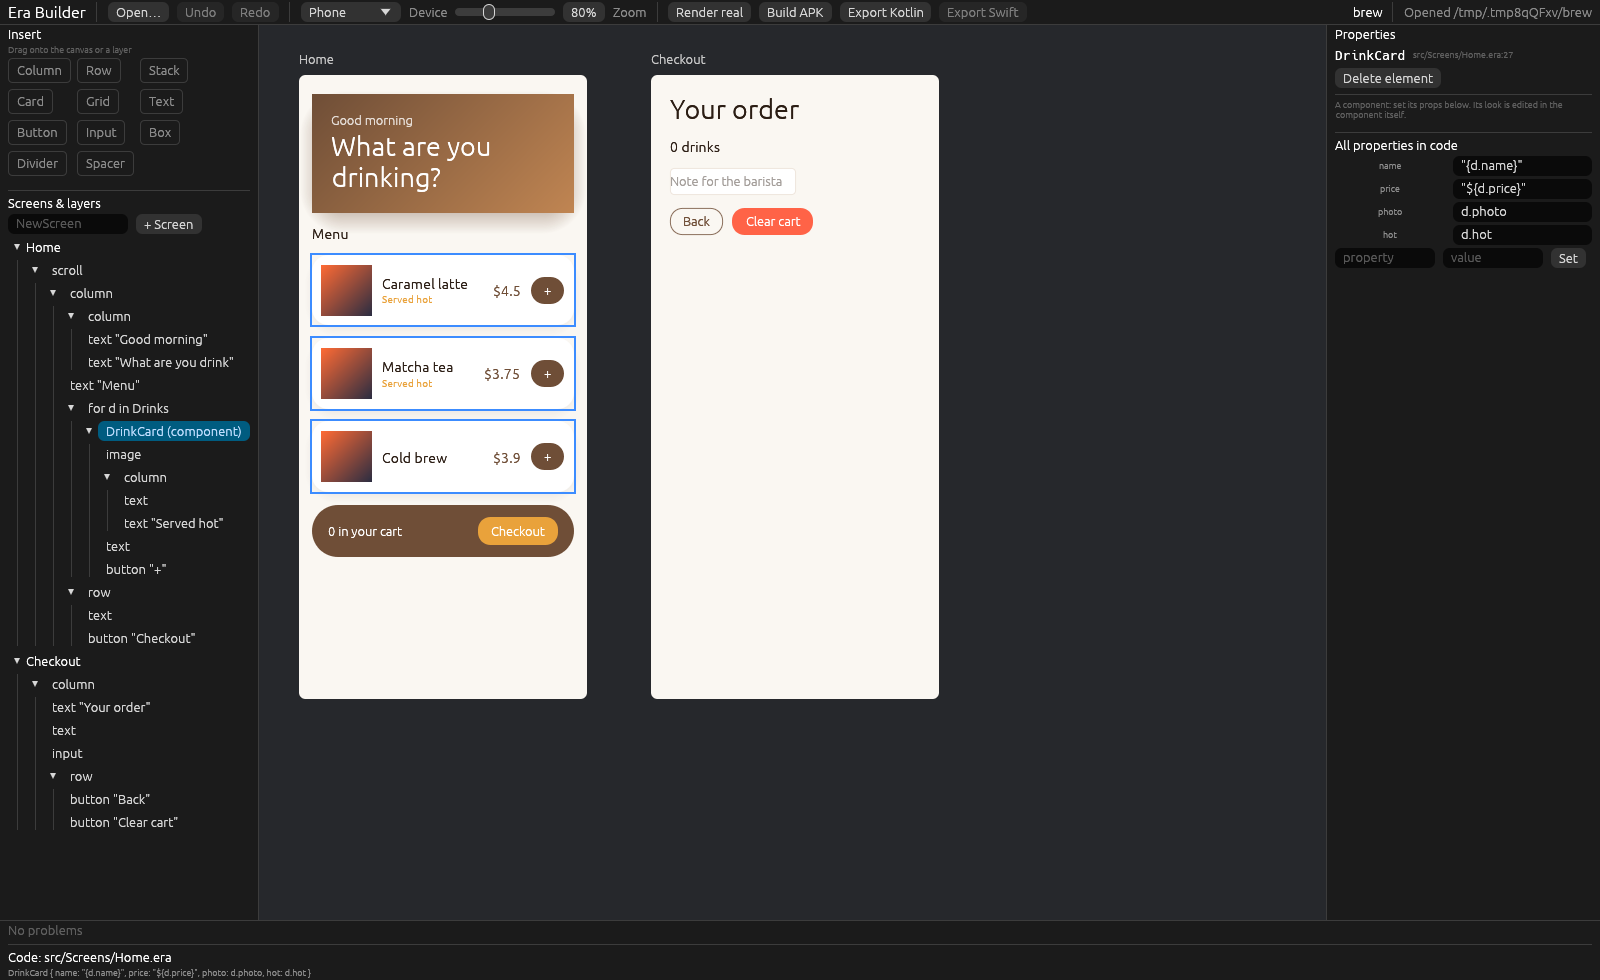 Era Builder Open... Undo Redo Phone Device 80% Zoom Render real Build APK Export Kotlin Export Swift brew Opened /tmp/.tmp8qQFxv/brew
Insert
Drag onto the canvas or a layer
Column Row Stack
Card Grid Text
Button Input Box
Divider Spacer
Screens & layers
NewScreen + Screen
Home
scroll
column
column
text "Good morning"
text "What are you drink"
text "Menu"
for d in Drinks
DrinkCard (component)
image
column
text
text "Served hot"
text
button "+"
row
text
button "Checkout"
Checkout
column
text "Your order"
text
input
row
button "Back"
button "Clear cart"
Home
Good morning
What are you
drinking?
Menu
Caramel latte
Served hot
$4.5
+
Matcha tea
Served hot
$3.75
+
Cold brew
$3.9
+
0 in your cart
Checkout
Checkout
Your order
0 drinks
Note for the barista
Back Clear cart
Properties
DrinkCard src/Screens/Home.era:27
Delete element
A component: set its props below. Its look is edited in the
component itself.
All properties in code
name "{d.name}"
price "${d.price}"
photo d.photo
hot d.hot
property value Set
No problems
Code: src/Screens/Home.era
DrinkCard { name: "{d.name}", price: "${d.price}", photo: d.photo, hot: d.hot }